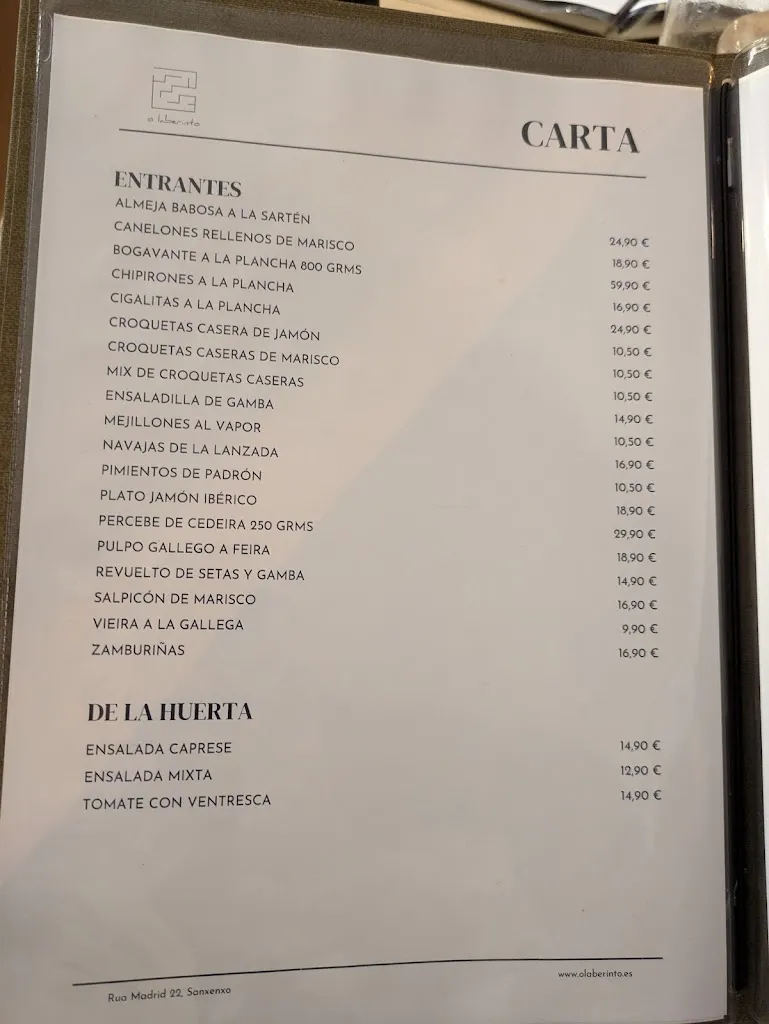 o laberinto
CARTA
ENTRANTES
ALMEJA BABOSA A LA SARTÉN 24,90 €
CANELONES RELLENOS DE MARISCO 18,90 €
BOGAVANTE A LA PLANCHA 800 GRMS 59,90 €
CHIPIRONES A LA PLANCHA 16,90 €
CIGALITAS A LA PLANCHA 24,90 €
CROQUETAS CASERA DE JAMÓN 10,50 €
CROQUETAS CASERAS DE MARISCO 10,50 €
MIX DE CROQUETAS CASERAS 10,50 €
ENSALADILLA DE GAMBA 14,90 €
MEJILLONES AL VAPOR 10,50 €
NAVAJAS DE LA LANZADA 16,90 €
PIMIENTOS DE PADRÓN 10,50 €
PLATO JAMÓN IBÉRICO 18,90 €
PERCEBE DE CEDEIRA 250 GRMS 29,90 €
PULPO GALLEGO A FEIRA 18,90 €
REVUELTO DE SETAS Y GAMBA 14,90 €
SALPICÓN DE MARISCO 16,90 €
VIEIRA A LA GALLEGA 9,90 €
ZAMBURIÑAS 16,90 €
DE LA HUERTA
ENSALADA CAPRESE 14,90 €
ENSALADA MIXTA 12,90 €
TOMATE CON VENTRESCA 14,90 €
Rua Madrid 22, Sanxenxo
www.olaberinto.es